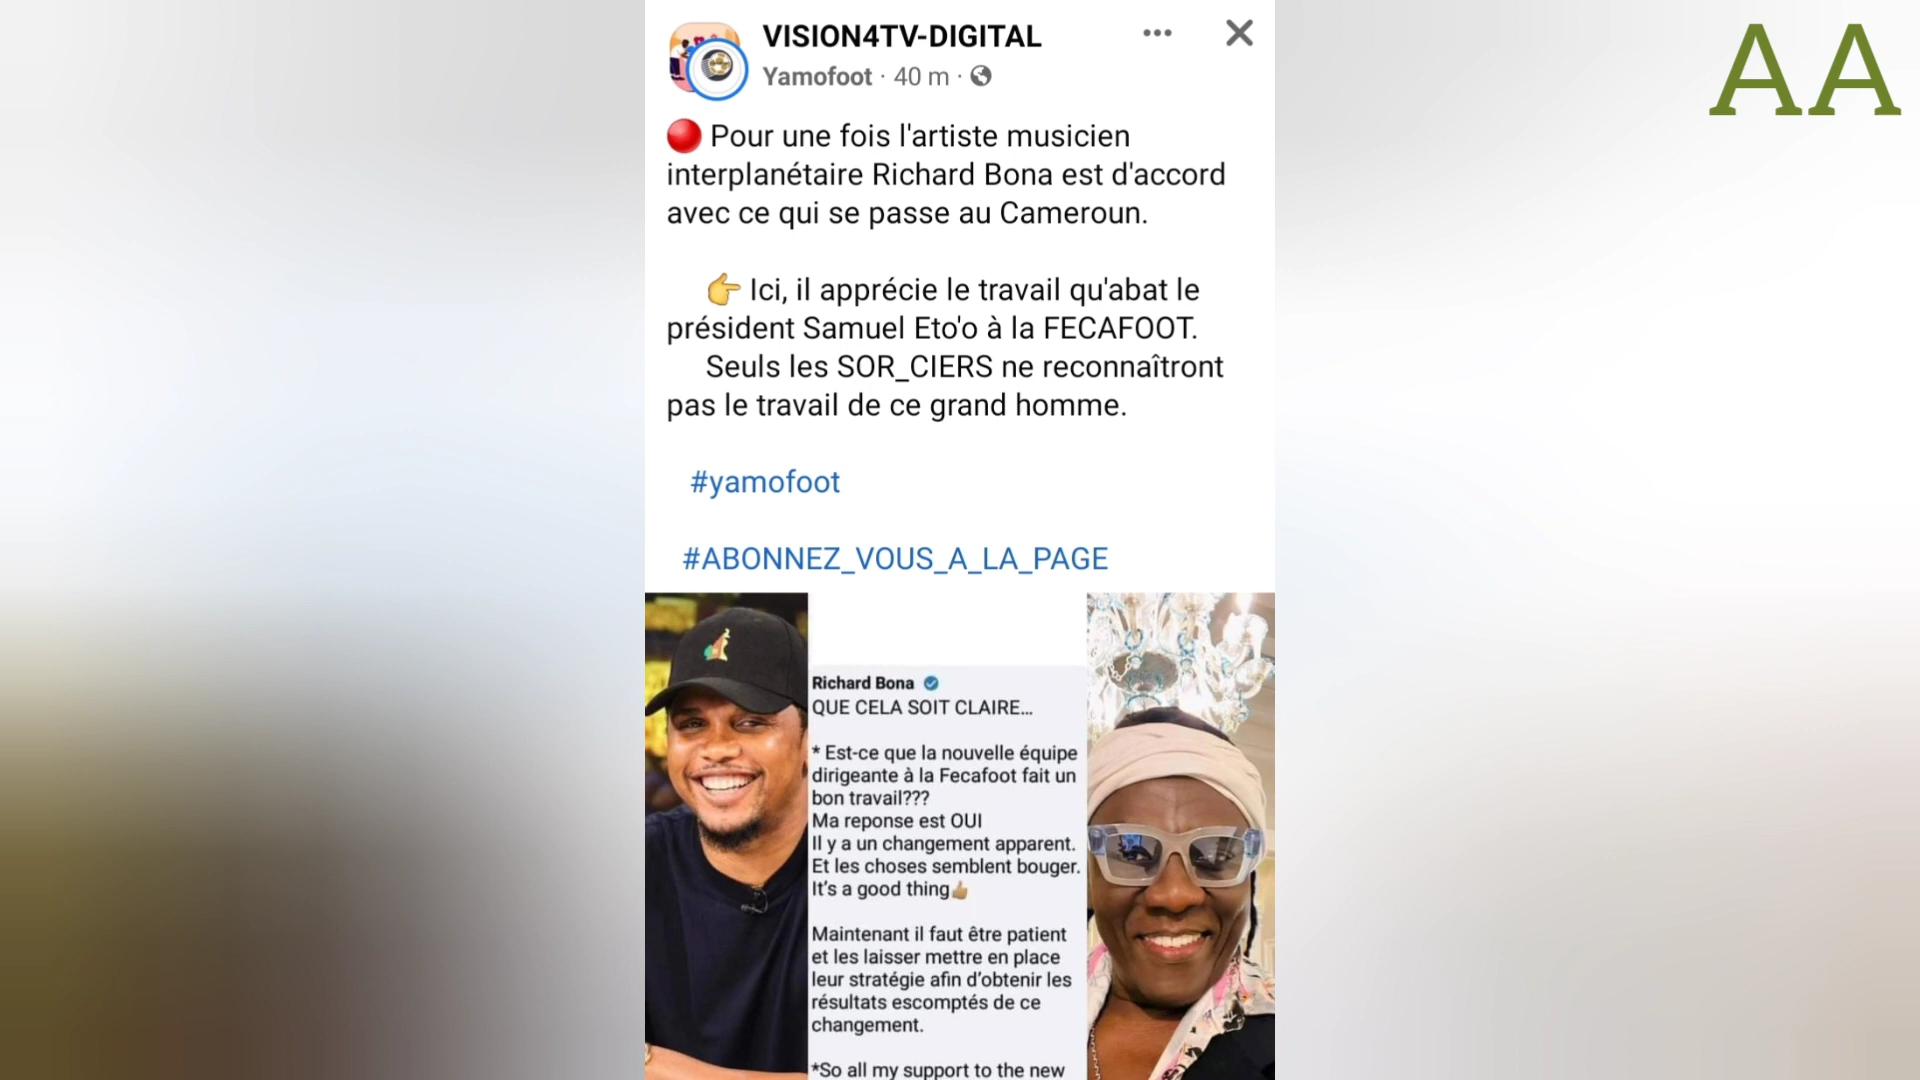 VISION4TV-DIGITAL
Yamofoot · 40 m ·
AA
Pour une fois l'artiste musicien
interplanétaire Richard Bona est d'accord
avec ce qui se passe au Cameroun.
Ici, il apprécie le travail qu'abat le
président Samuel Eto'o à la FECAFOOT.
Seuls les SOR_CIERS ne reconnaîtront
pas le travail de ce grand homme.
#yamofoot
#ABONNEZ_VOUS_A_LA_PAGE
Richard Bona
QUE CELA SOIT CLAIRE...
* Est-ce que la nouvelle équipe
dirigeante à la Fecafoot fait un
bon travail???
Ma reponse est OUI
Il y a un changement apparent.
Et les choses semblent bouger.
It's a good thing👍🏽
Maintenant il faut être patient
et les laisser mettre en place
leur stratégie afin d'obtenir les
résultats escomptés de ce
changement.
*So all my support to the new